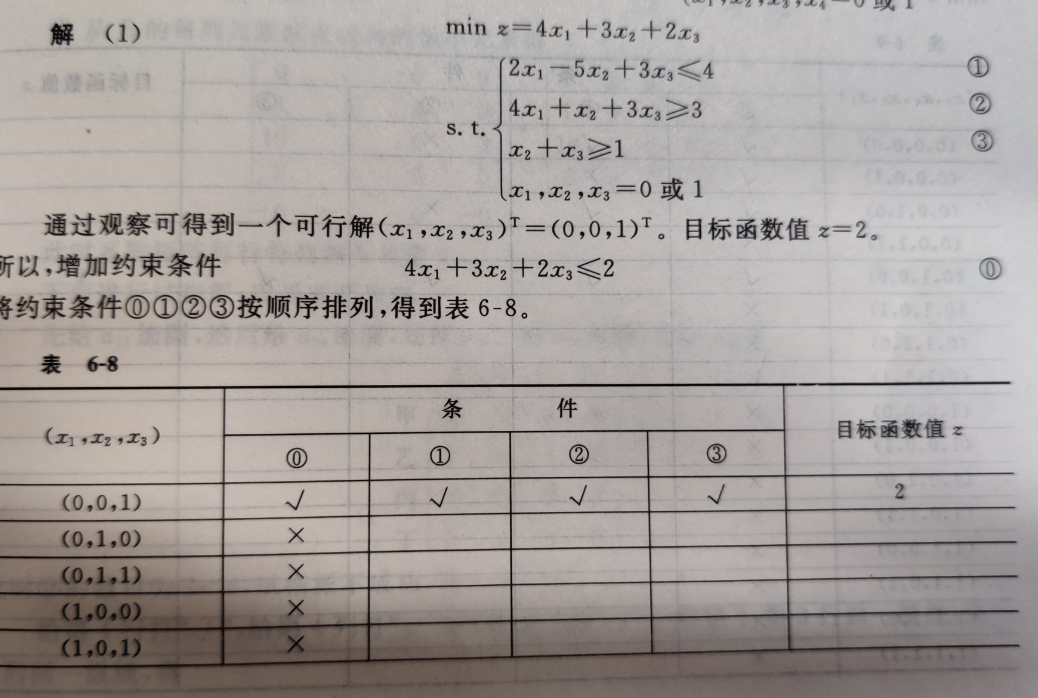 解 (1) min z=4x₁+3x₂+2x₃
s. t.
2x₁-5x₂+3x₃≤4 ①
4x₁+x₂+3x₃≥3 ②
x₂+x₃≥1 ③
x₁,x₂,x₃=0 或 1
通过观察可得到一个可行解(x₁,x₂,x₃)ᵀ=(0,0,1)ᵀ。目标函数值 z=2。
所以,增加约束条件 4x₁+3x₂+2x₃≤2 ⓪
将约束条件⓪①②③按顺序排列,得到表 6-8。
表 6-8
(x₁,x₂,x₃) 条 件 目标函数值 z
⓪ ① ② ③
(0,0,1) √ √ √ √ 2
(0,1,0) ×
(0,1,1) ×
(1,0,0) ×
(1,0,1) ×